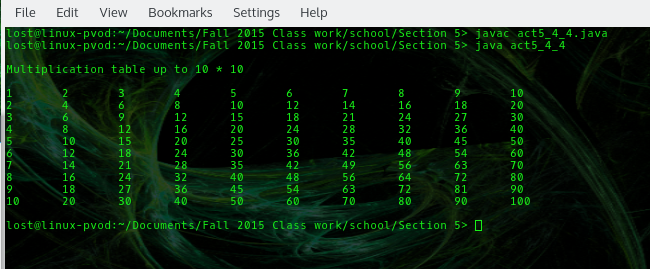 File Edit View Bookmarks Settings Help
lost@linux-pvod:~/Documents/Fall 2015 Class work/school/Section 5> javac act5_4_4.java
lost@linux-pvod:~/Documents/Fall 2015 Class work/school/Section 5> java act5_4_4
Multiplication table up to 10 * 10
1 2 3 4 5 6 7 8 9 10
2 4 6 8 10 12 14 16 18 20
3 6 9 12 15 18 21 24 27 30
4 8 12 16 20 24 28 32 36 40
5 10 15 20 25 30 35 40 45 50
6 12 18 24 30 36 42 48 54 60
7 14 21 28 35 42 49 56 63 70
8 16 24 32 40 48 56 64 72 80
9 18 27 36 45 54 63 72 81 90
10 20 30 40 50 60 70 80 90 100
lost@linux-pvod:~/Documents/Fall 2015 Class work/school/Section 5>